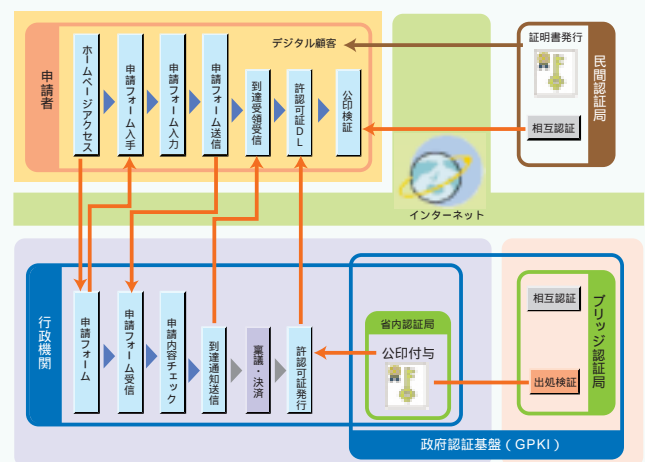 デジタル顧客
申請者
ホームページアクセス
申請フォーム入手
申請フォーム入力
申請フォーム送信
到達受領受信
許認可証DL
公印検証
証明書発行
相互認証
民間認証局
インターネット
行政機関
申請フォーム
申請フォーム受信
申請内容チェック
到達通知送信
稟議・決済
許認可証発行
省内認証局
公印付与
相互認証
出処検証
ブリッジ認証局
政府認証基盤（GPKI）